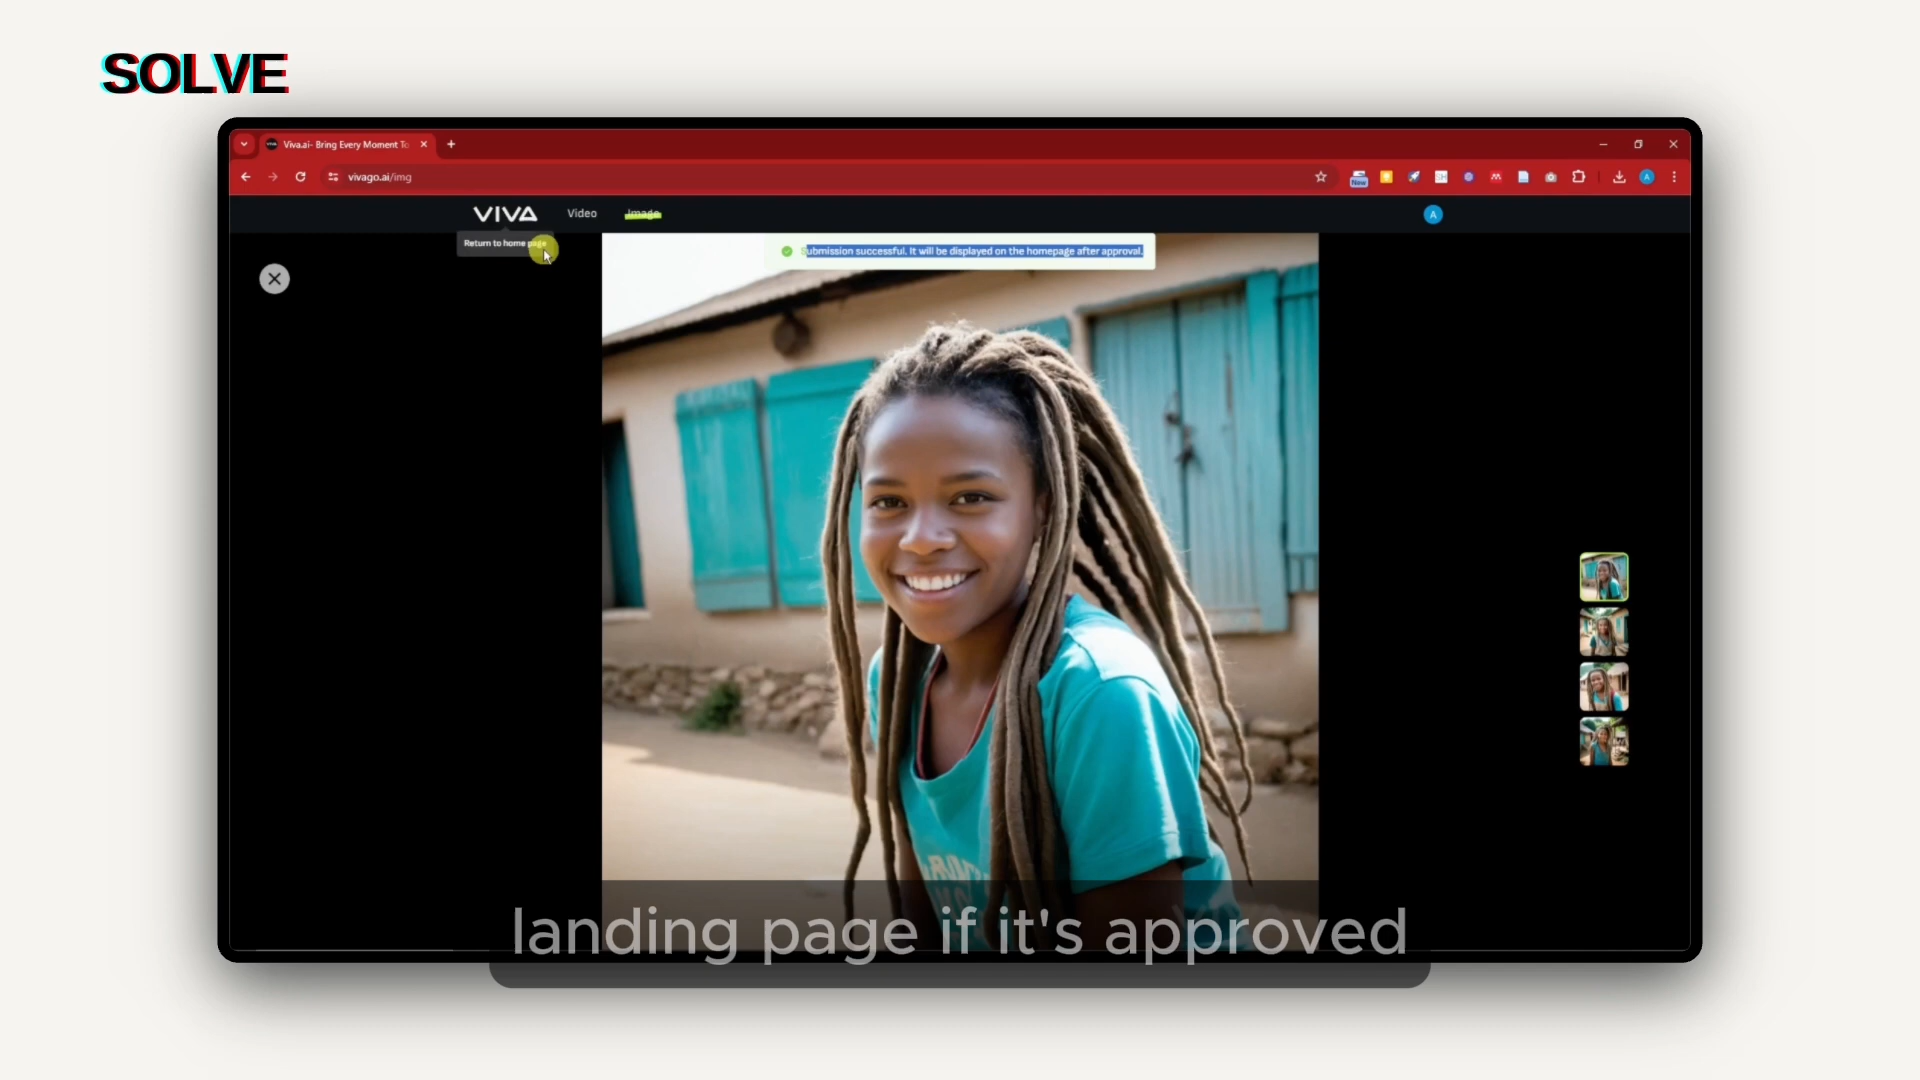 SOLVE
Viva.ai- Bring Every Moment To
vivago.ai/img
New
VIVA
Video
Image
A
Return to home page
Submission successful. It will be displayed on the homepage after approval.
landing page if it's approved